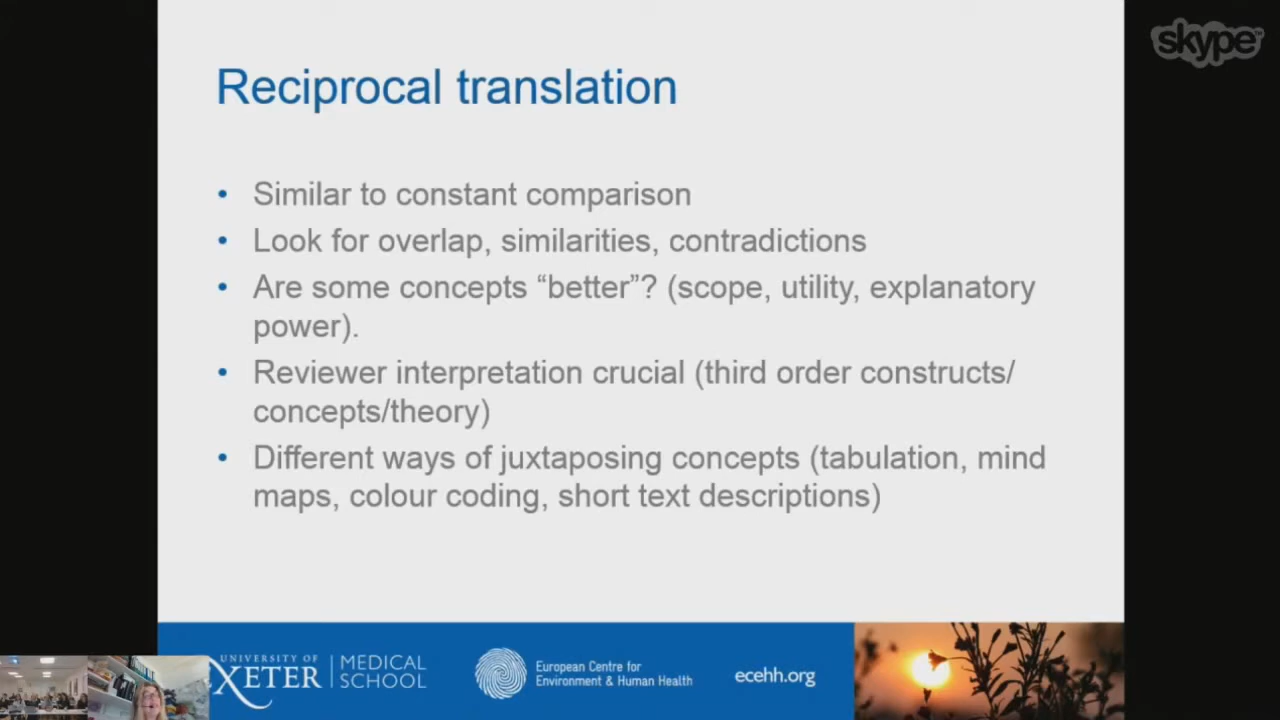 skype
Reciprocal translation
• Similar to constant comparison
• Look for overlap, similarities, contradictions
• Are some concepts “better”? (scope, utility, explanatory
power).
• Reviewer interpretation crucial (third order constructs/
concepts/theory)
• Different ways of juxtaposing concepts (tabulation, mind
maps, colour coding, short text descriptions)
UNIVERSITY OF
XETER
MEDICAL
SCHOOL
European Centre for
Environment & Human Health
ecehh.org